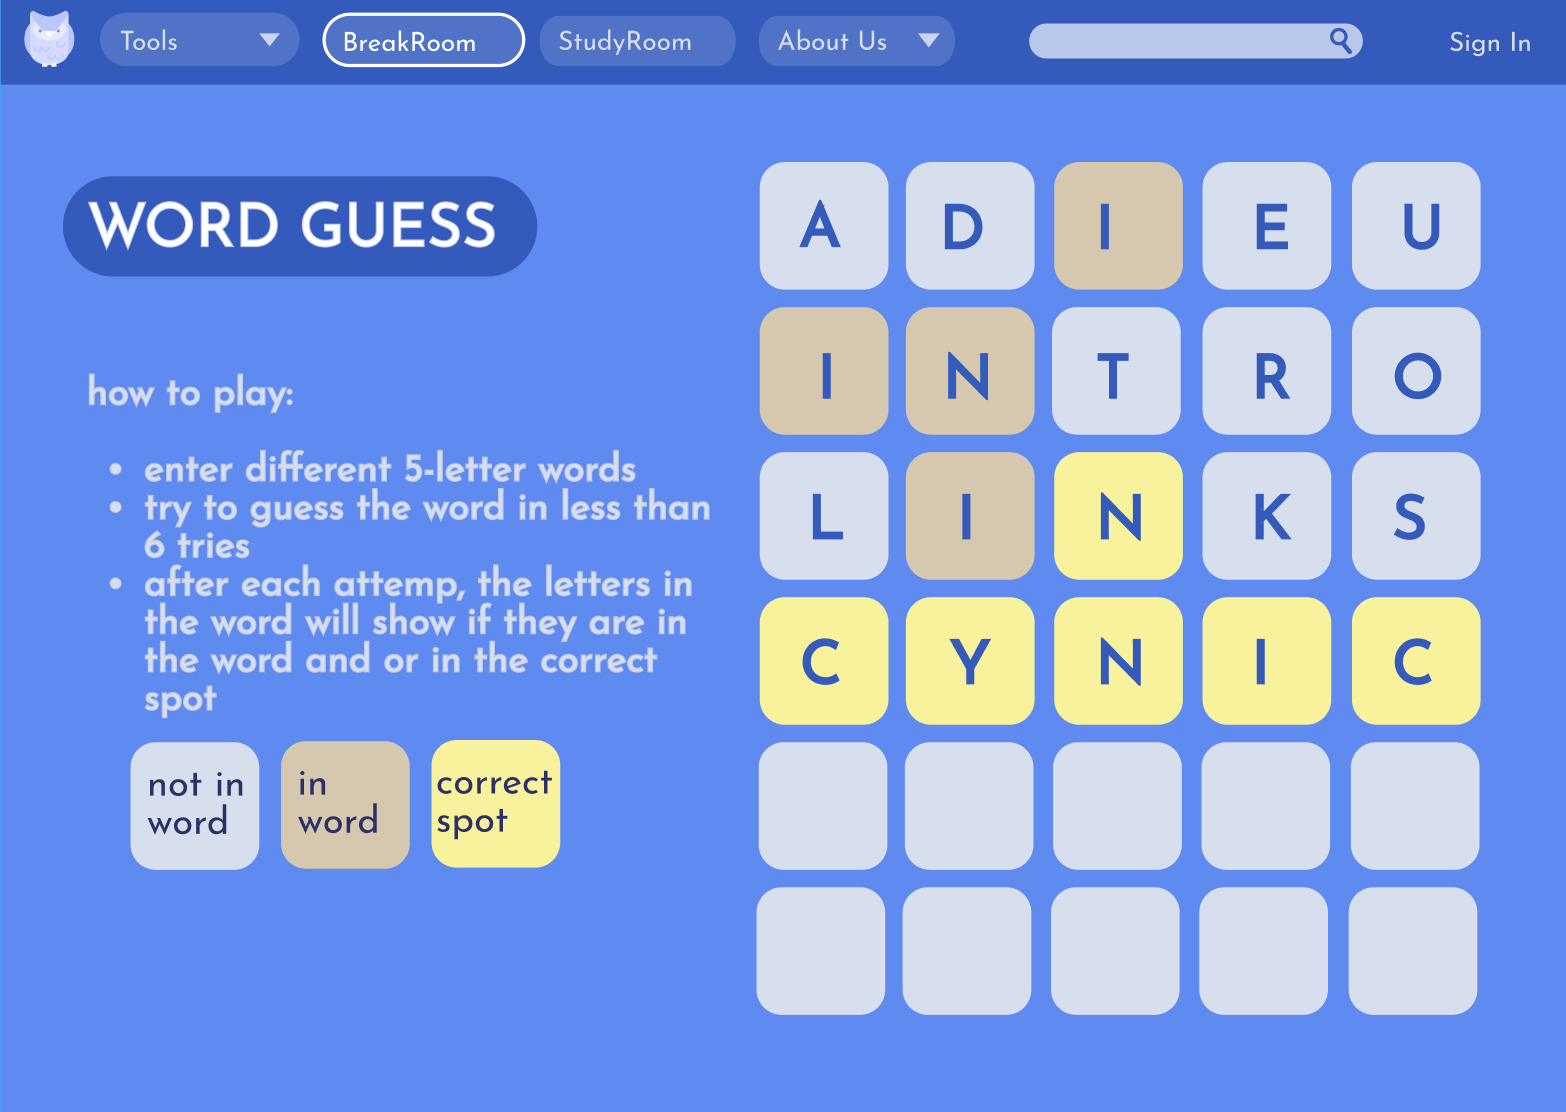 Tools
BreakRoom
StudyRoom
About Us
Sign In
WORD GUESS
how to play:
• enter different 5-letter words
• try to guess the word in less than
6 tries
• after each attemp, the letters in
the word will show if they are in
the word and or in the correct
spot
not in
word
in
word
correct
spot
A D I E U
I N T R O
L I N K S
C Y N I C